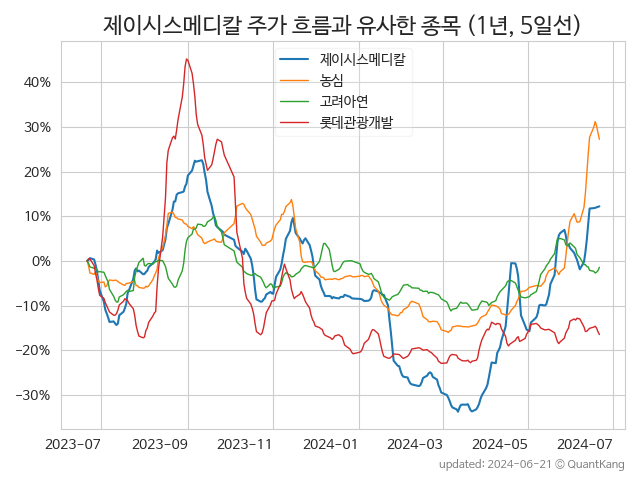 제이시스메디칼 주가 흐름과 유사한 종목 (1년, 5일선)
제이시스메디칼
농심
고려아연
롯데관광개발
40%
30%
20%
10%
0%
−10%
−20%
−30%
2023-07
2023-09
2023-11
2024-01
2024-03
2024-05
2024-07
updated: 2024-06-21 © QuantKang